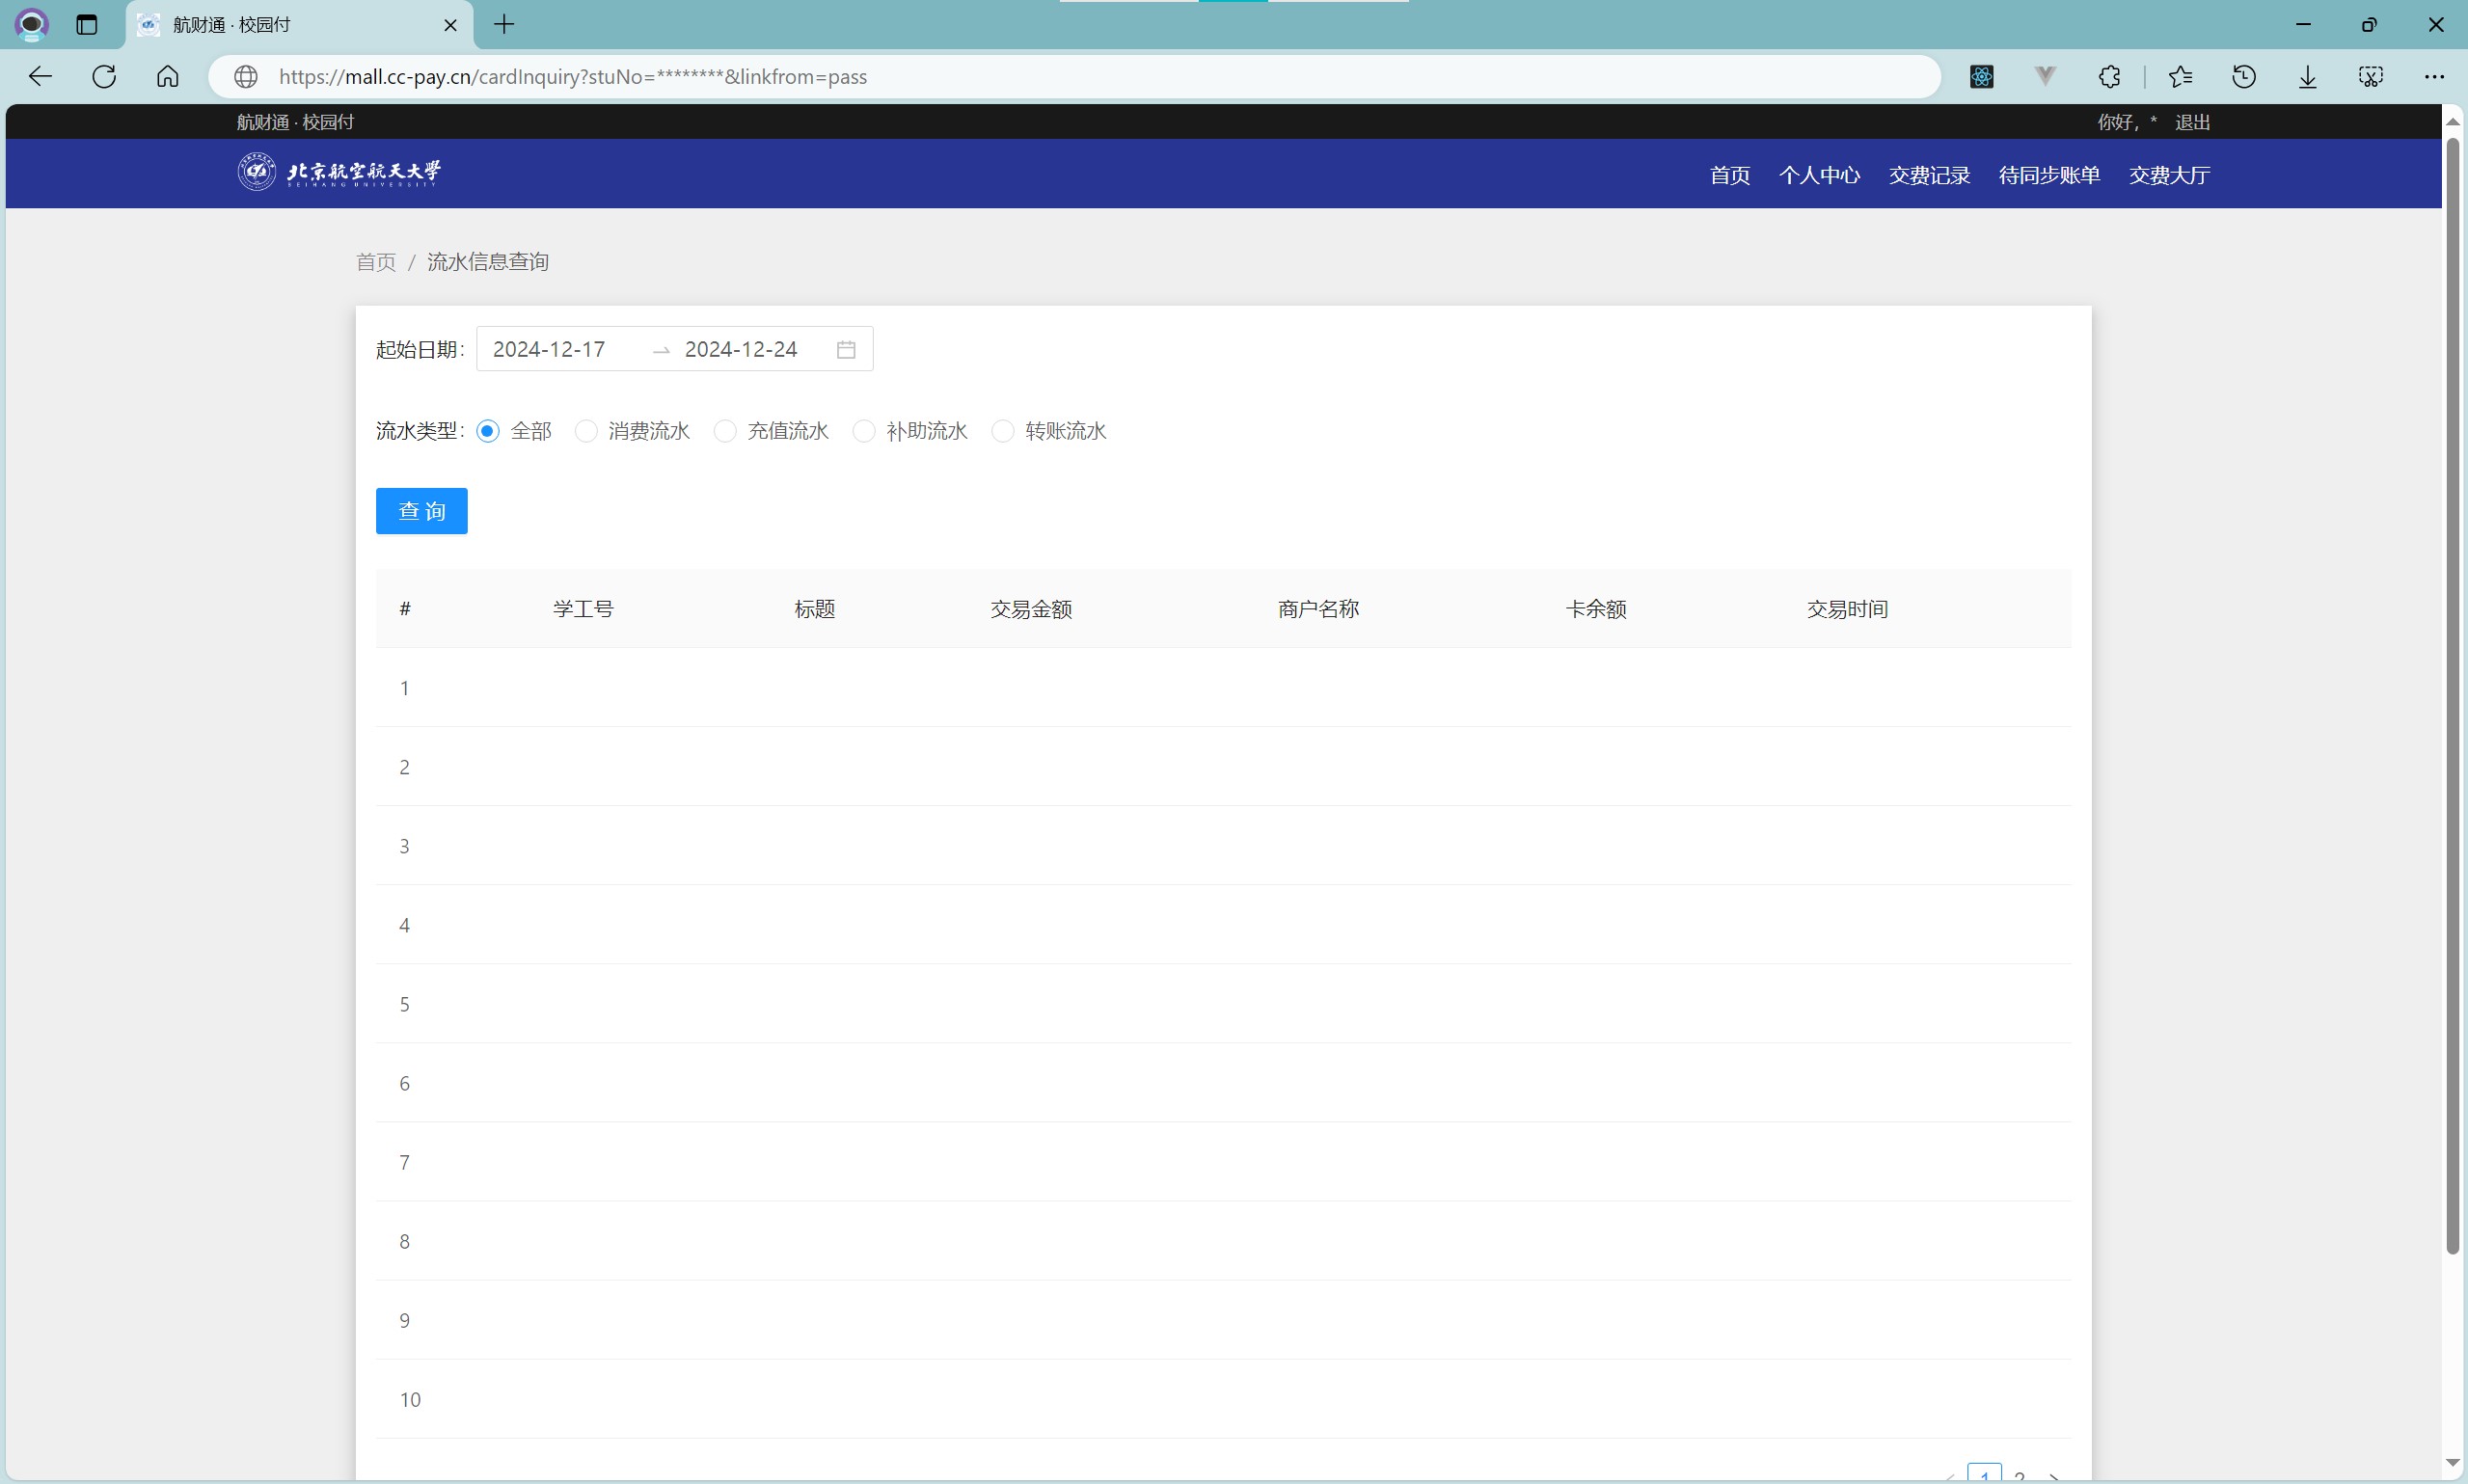 航财通 · 校园付
https://mall.cc-pay.cn/cardInquiry?stuNo=********&linkfrom=pass
航财通 · 校园付 你好, * 退出
北京航空航天大學 首页 个人中心 交费记录 待同步账单 交费大厅
BEIHANG UNIVERSITY
首页 / 流水信息查询
起始日期: 2024-12-17 → 2024-12-24
流水类型: 全部 消费流水 充值流水 补助流水 转账流水
查 询
# 学工号 标题 交易金额 商户名称 卡余额 交易时间
1
2
3
4
5
6
7
8
9
10
< 1 2 >